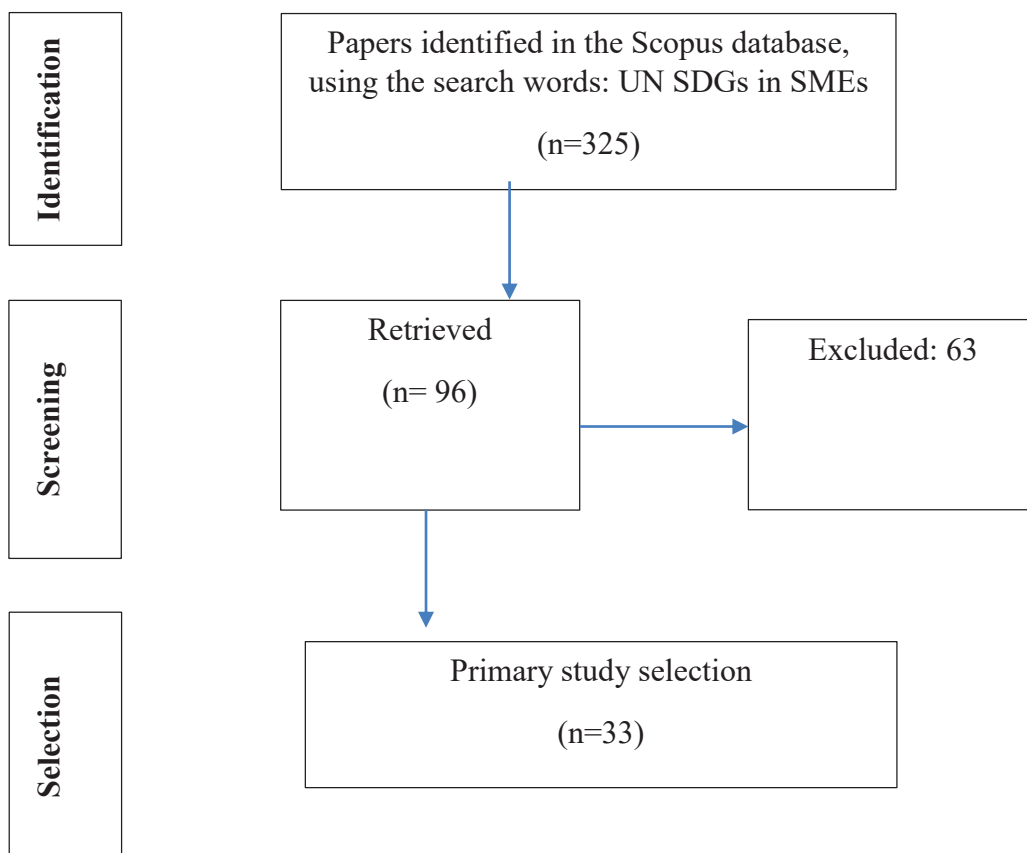 Identification
Papers identified in the Scopus database,
using the search words: UN SDGs in SMEs
(n=325)
Screening
Retrieved
(n= 96)
Excluded: 63
Selection
Primary study selection
(n=33)